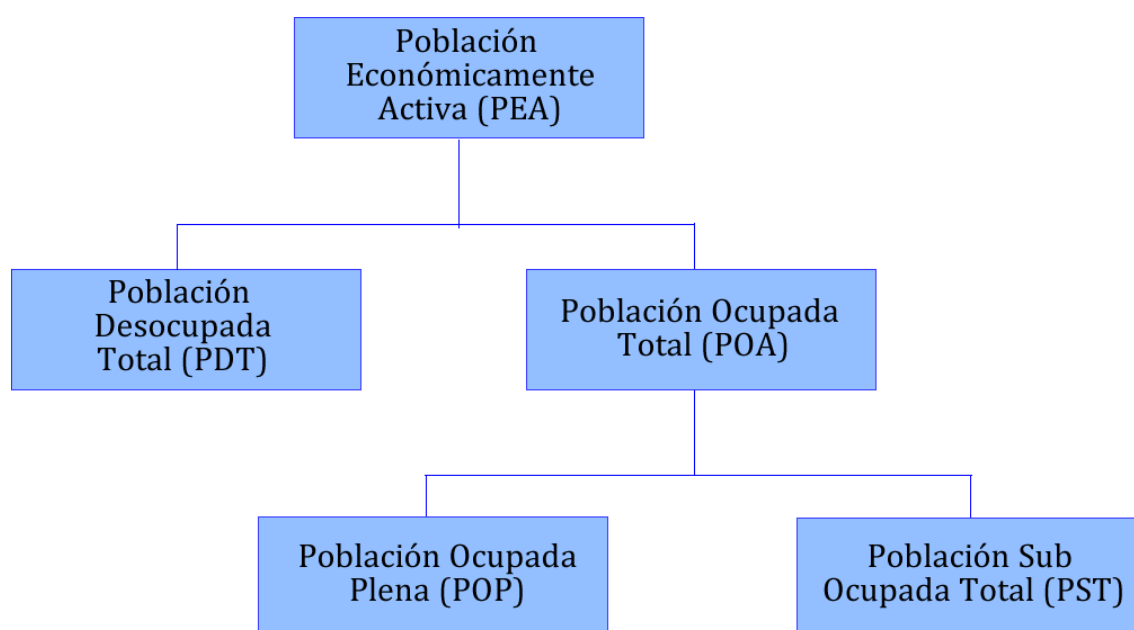 Población
Económicamente
Activa (PEA)
Población
Desocupada
Total (PDT)
Población Ocupada
Total (POA)
Población Ocupada
Plena (POP)
Población Sub
Ocupada Total (PST)